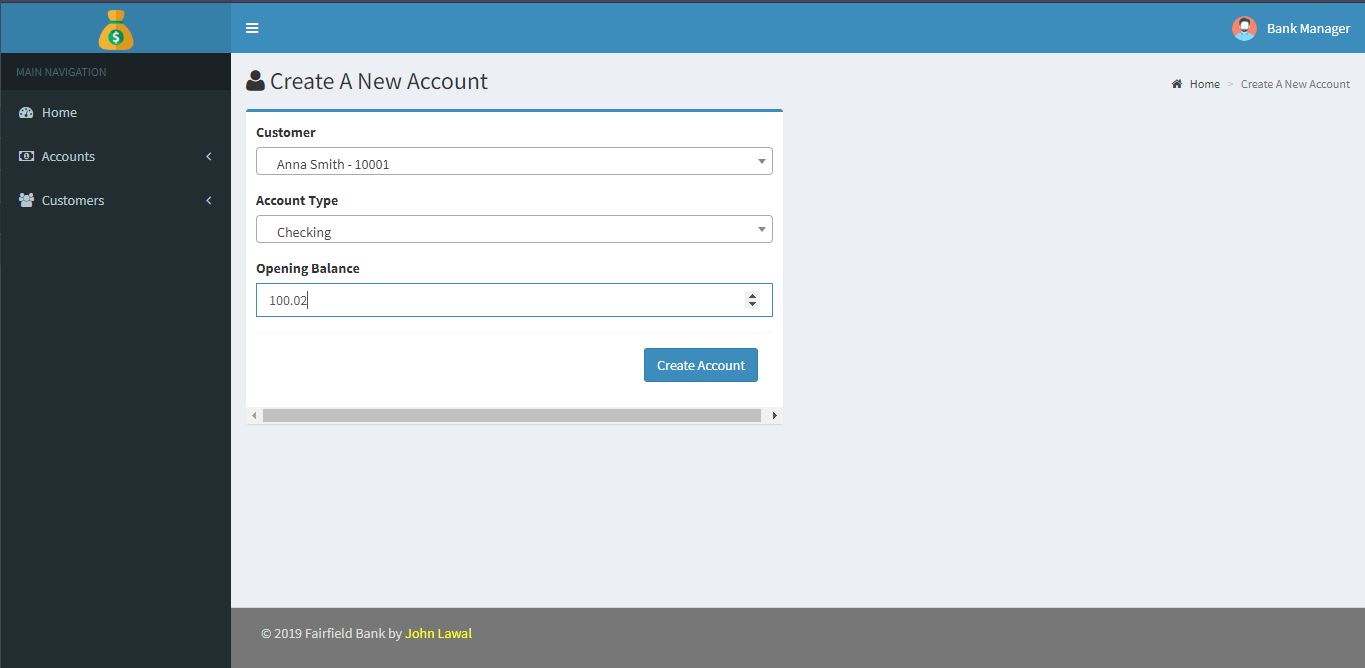 $
Bank Manager
MAIN NAVIGATION
Home
Accounts
Customers
Create A New Account
Home > Create A New Account
Customer
Anna Smith - 10001
Account Type
Checking
Opening Balance
100.02
Create Account
© 2019 Fairfield Bank by John Lawal